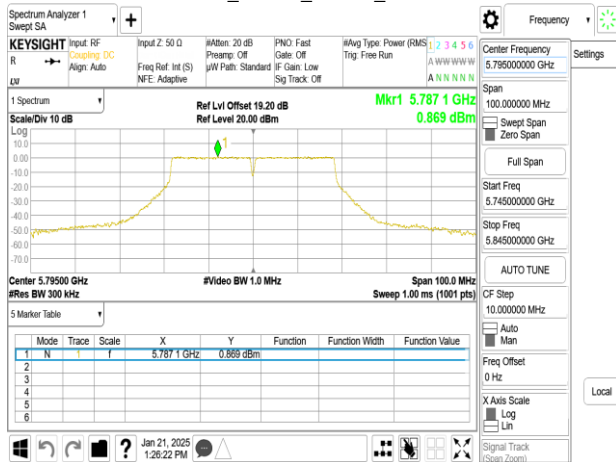 Spectrum Analyzer 1
Swept SA
+
Frequency
KEYSIGHT
R
LXI
Input: RF
Coupling: DC
Align: Auto
Input Z: 50 Ω
Freq Ref: Int (S)
NFE: Adaptive
#Atten: 20 dB
Preamp: Off
µW Path: Standard
PNO: Fast
Gate: Off
IF Gain: Low
Sig Track: Off
#Avg Type: Power (RMS
Trig: Free Run
1 2 3 4 5 6
A W W W W W
A N N N N N
Settings
1 Spectrum
Scale/Div 10 dB
Ref Lvl Offset 19.20 dB
Ref Level 20.00 dBm
Mkr1 5.787 1 GHz
0.869 dBm
Log
10.0
0.00
-10.0
-20.0
-30.0
-40.0
-50.0
-60.0
-70.0
1
Center 5.79500 GHz
#Res BW 300 kHz
#Video BW 1.0 MHz
Span 100.0 MHz
Sweep 1.00 ms (1001 pts)
5 Marker Table
Mode Trace Scale X Y Function Function Width Function Value
1 N 1 f 5.787 1 GHz 0.869 dBm
2
3
4
5
6
Center Frequency
5.795000000 GHz
Span
100.000000 MHz
Swept Span
Zero Span
Full Span
Start Freq
5.745000000 GHz
Stop Freq
5.845000000 GHz
AUTO TUNE
CF Step
10.000000 MHz
Auto
Man
Freq Offset
0 Hz
X Axis Scale
Log
Lin
Signal Track
(Span Zoom)
Local
?
Jan 21, 2025
1:26:22 PM